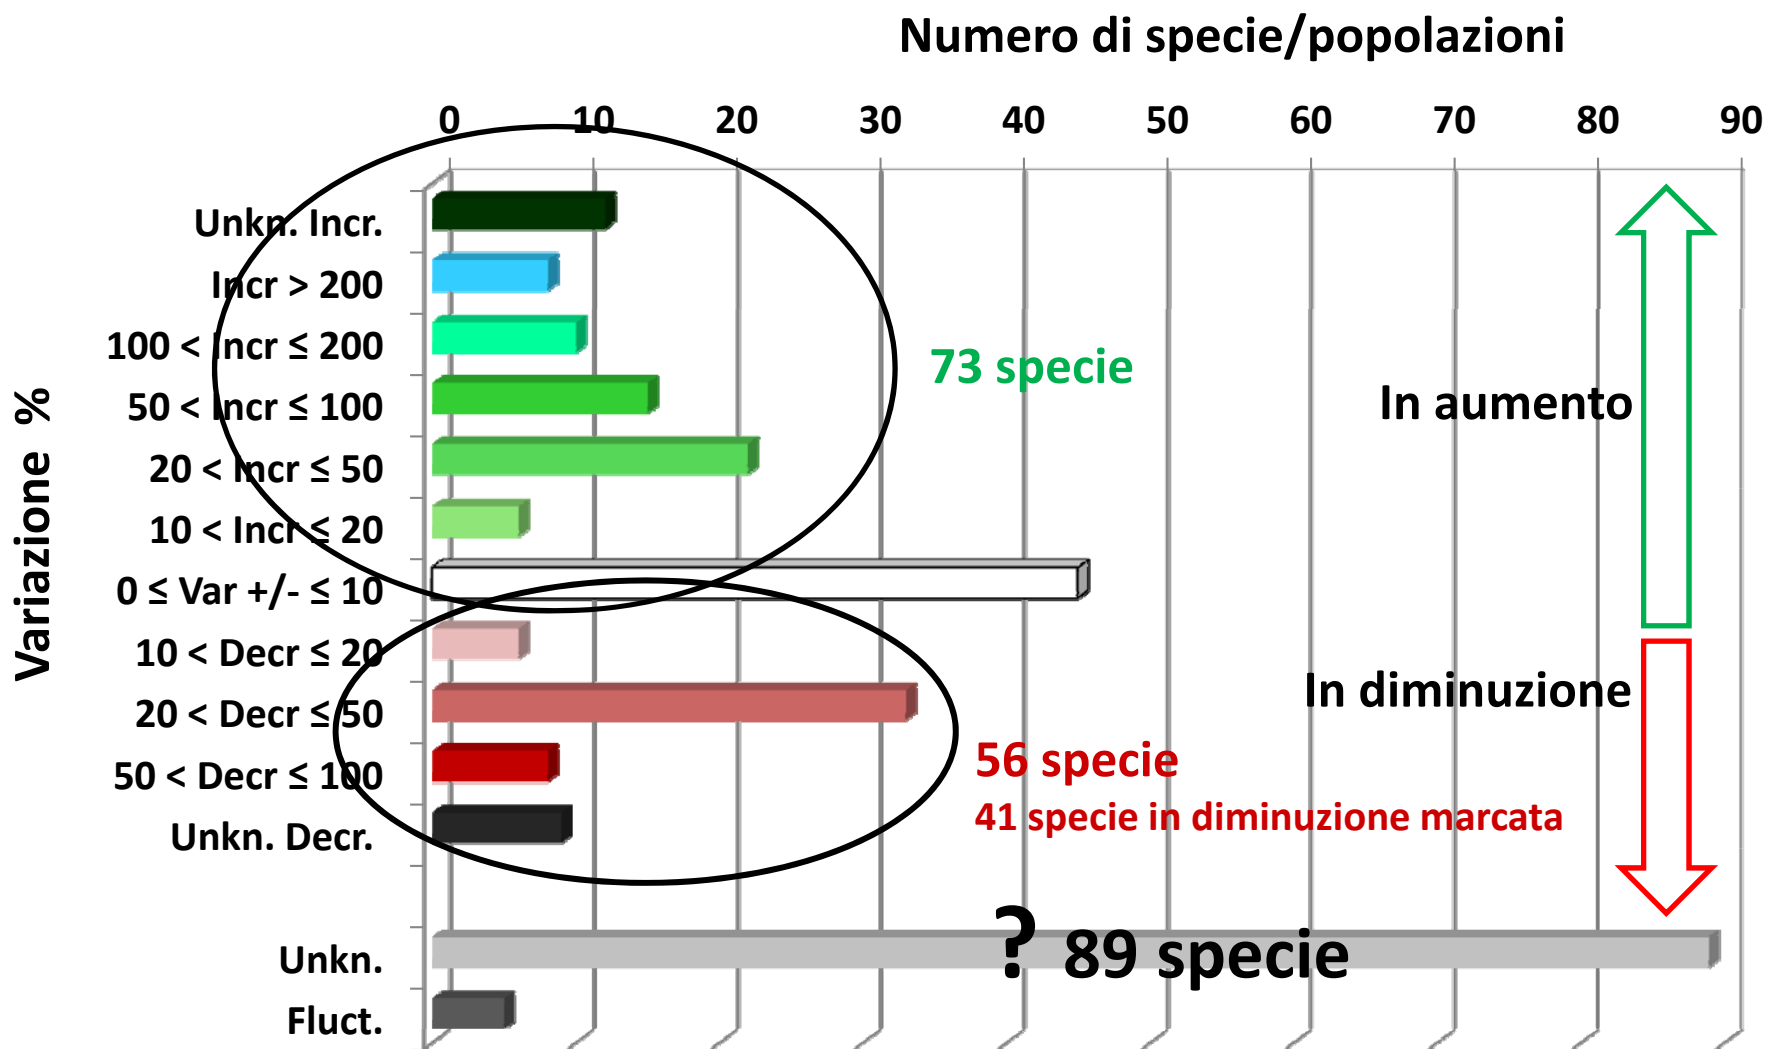 Numero di specie/popolazioni
0 10 20 30 40 50 60 70 80 90
Variazione %
Unkn. Incr.
Incr > 200
100 < Incr ≤ 200
50 < Incr ≤ 100
20 < Incr ≤ 50
10 < Incr ≤ 20
0 ≤ Var +/- ≤ 10
10 < Decr ≤ 20
20 < Decr ≤ 50
50 < Decr ≤ 100
Unkn. Decr.
Unkn.
Fluct.
73 specie
In aumento
In diminuzione
56 specie
41 specie in diminuzione marcata
? 89 specie